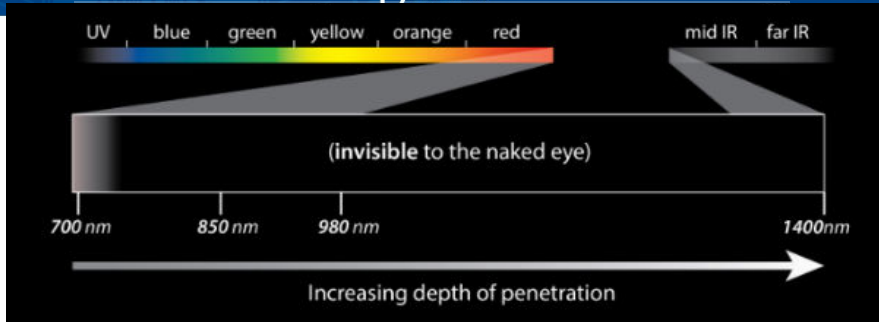 UV blue green yellow orange red mid IR far IR
(invisible to the naked eye)
700 nm 850 nm 980 nm 1400nm
Increasing depth of penetration